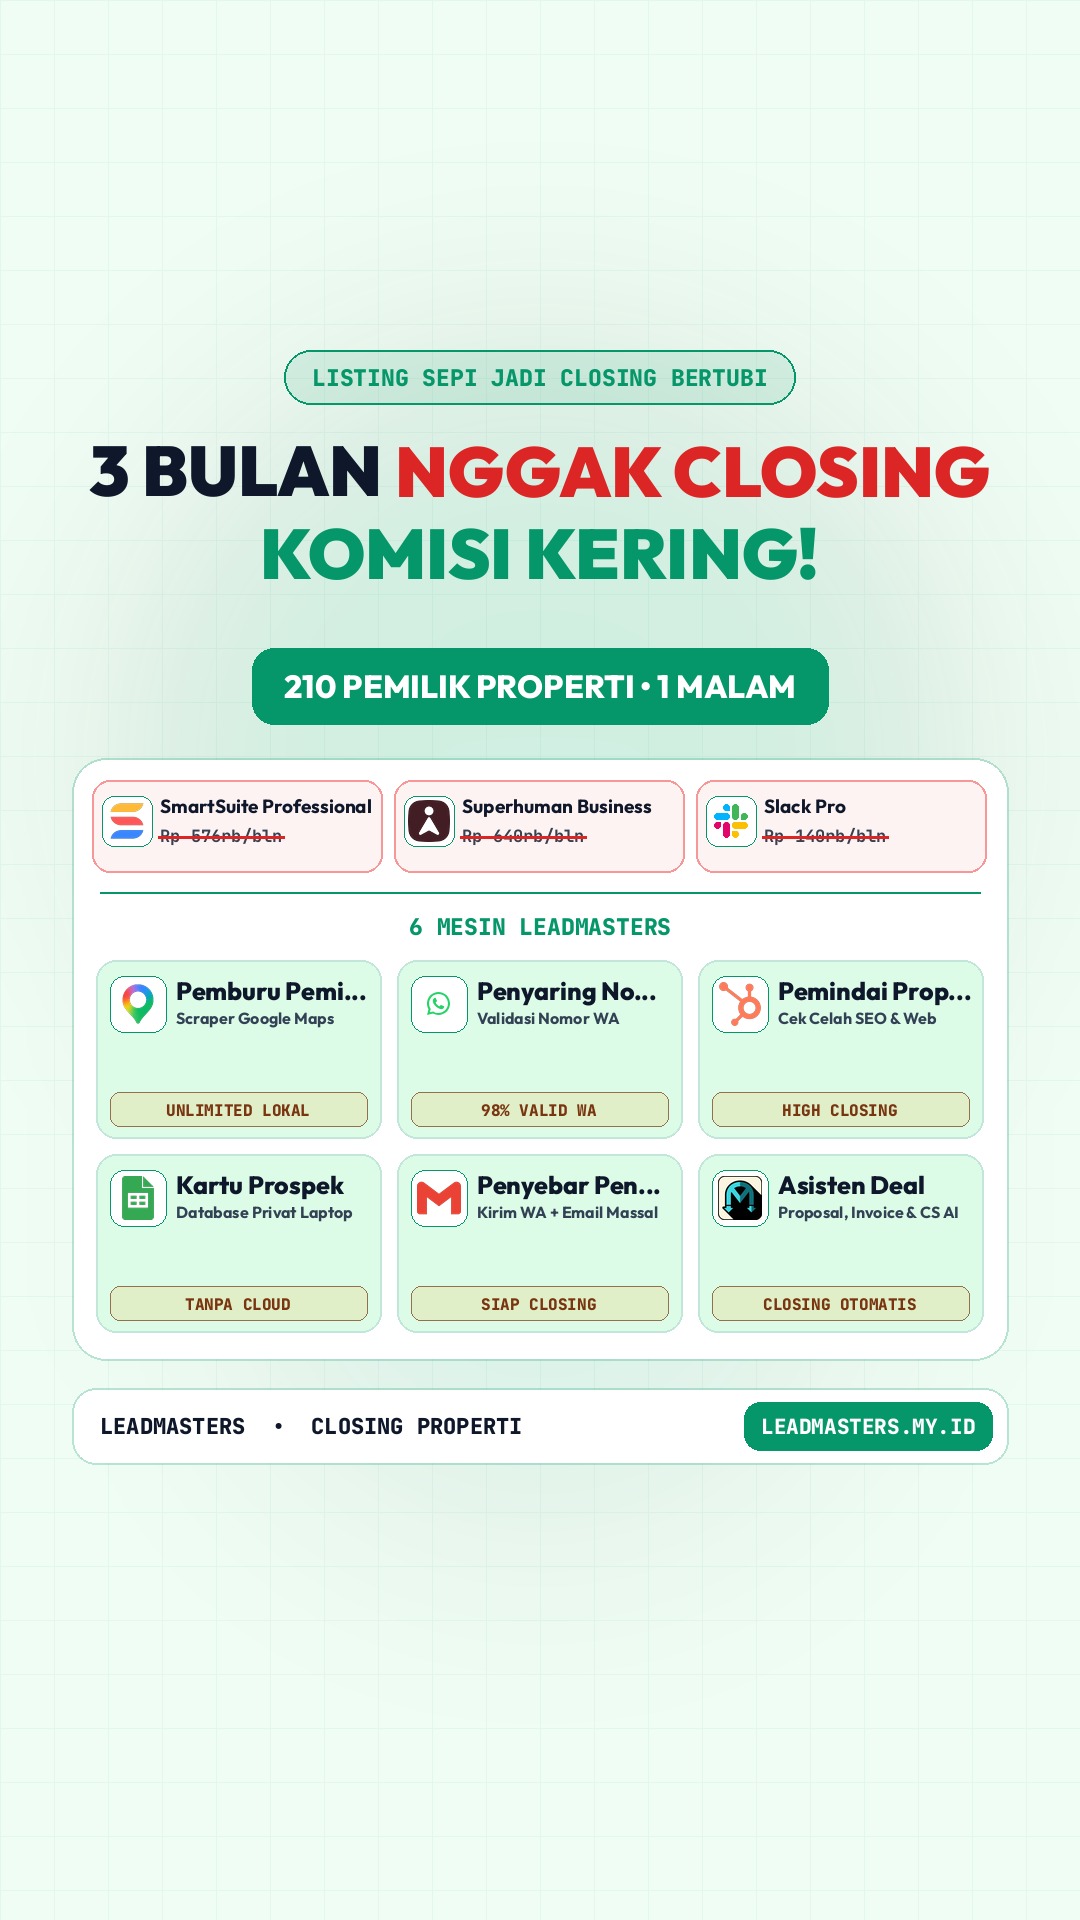 LISTING SEPI JADI CLOSING BERTUBI
3 BULAN NGGAK CLOSING
KOMISI KERING!
210 PEMILIK PROPERTI • 1 MALAM
SmartSuite Professional
Rp 576rb/bln
Superhuman Business
Rp 640rb/bln
Slack Pro
Rp 140rb/bln
6 MESIN LEADMASTERS
Pemburu Pemi...
Scraper Google Maps
UNLIMITED LOKAL
Penyaring No...
Validasi Nomor WA
98% VALID WA
Pemindai Prop...
Cek Celah SEO & Web
HIGH CLOSING
Kartu Prospek
Database Privat Laptop
TANPA CLOUD
Penyebar Pen...
Kirim WA + Email Massal
SIAP CLOSING
Asisten Deal
Proposal, Invoice & CS AI
CLOSING OTOMATIS
LEADMASTERS • CLOSING PROPERTI
LEADMASTERS.MY.ID